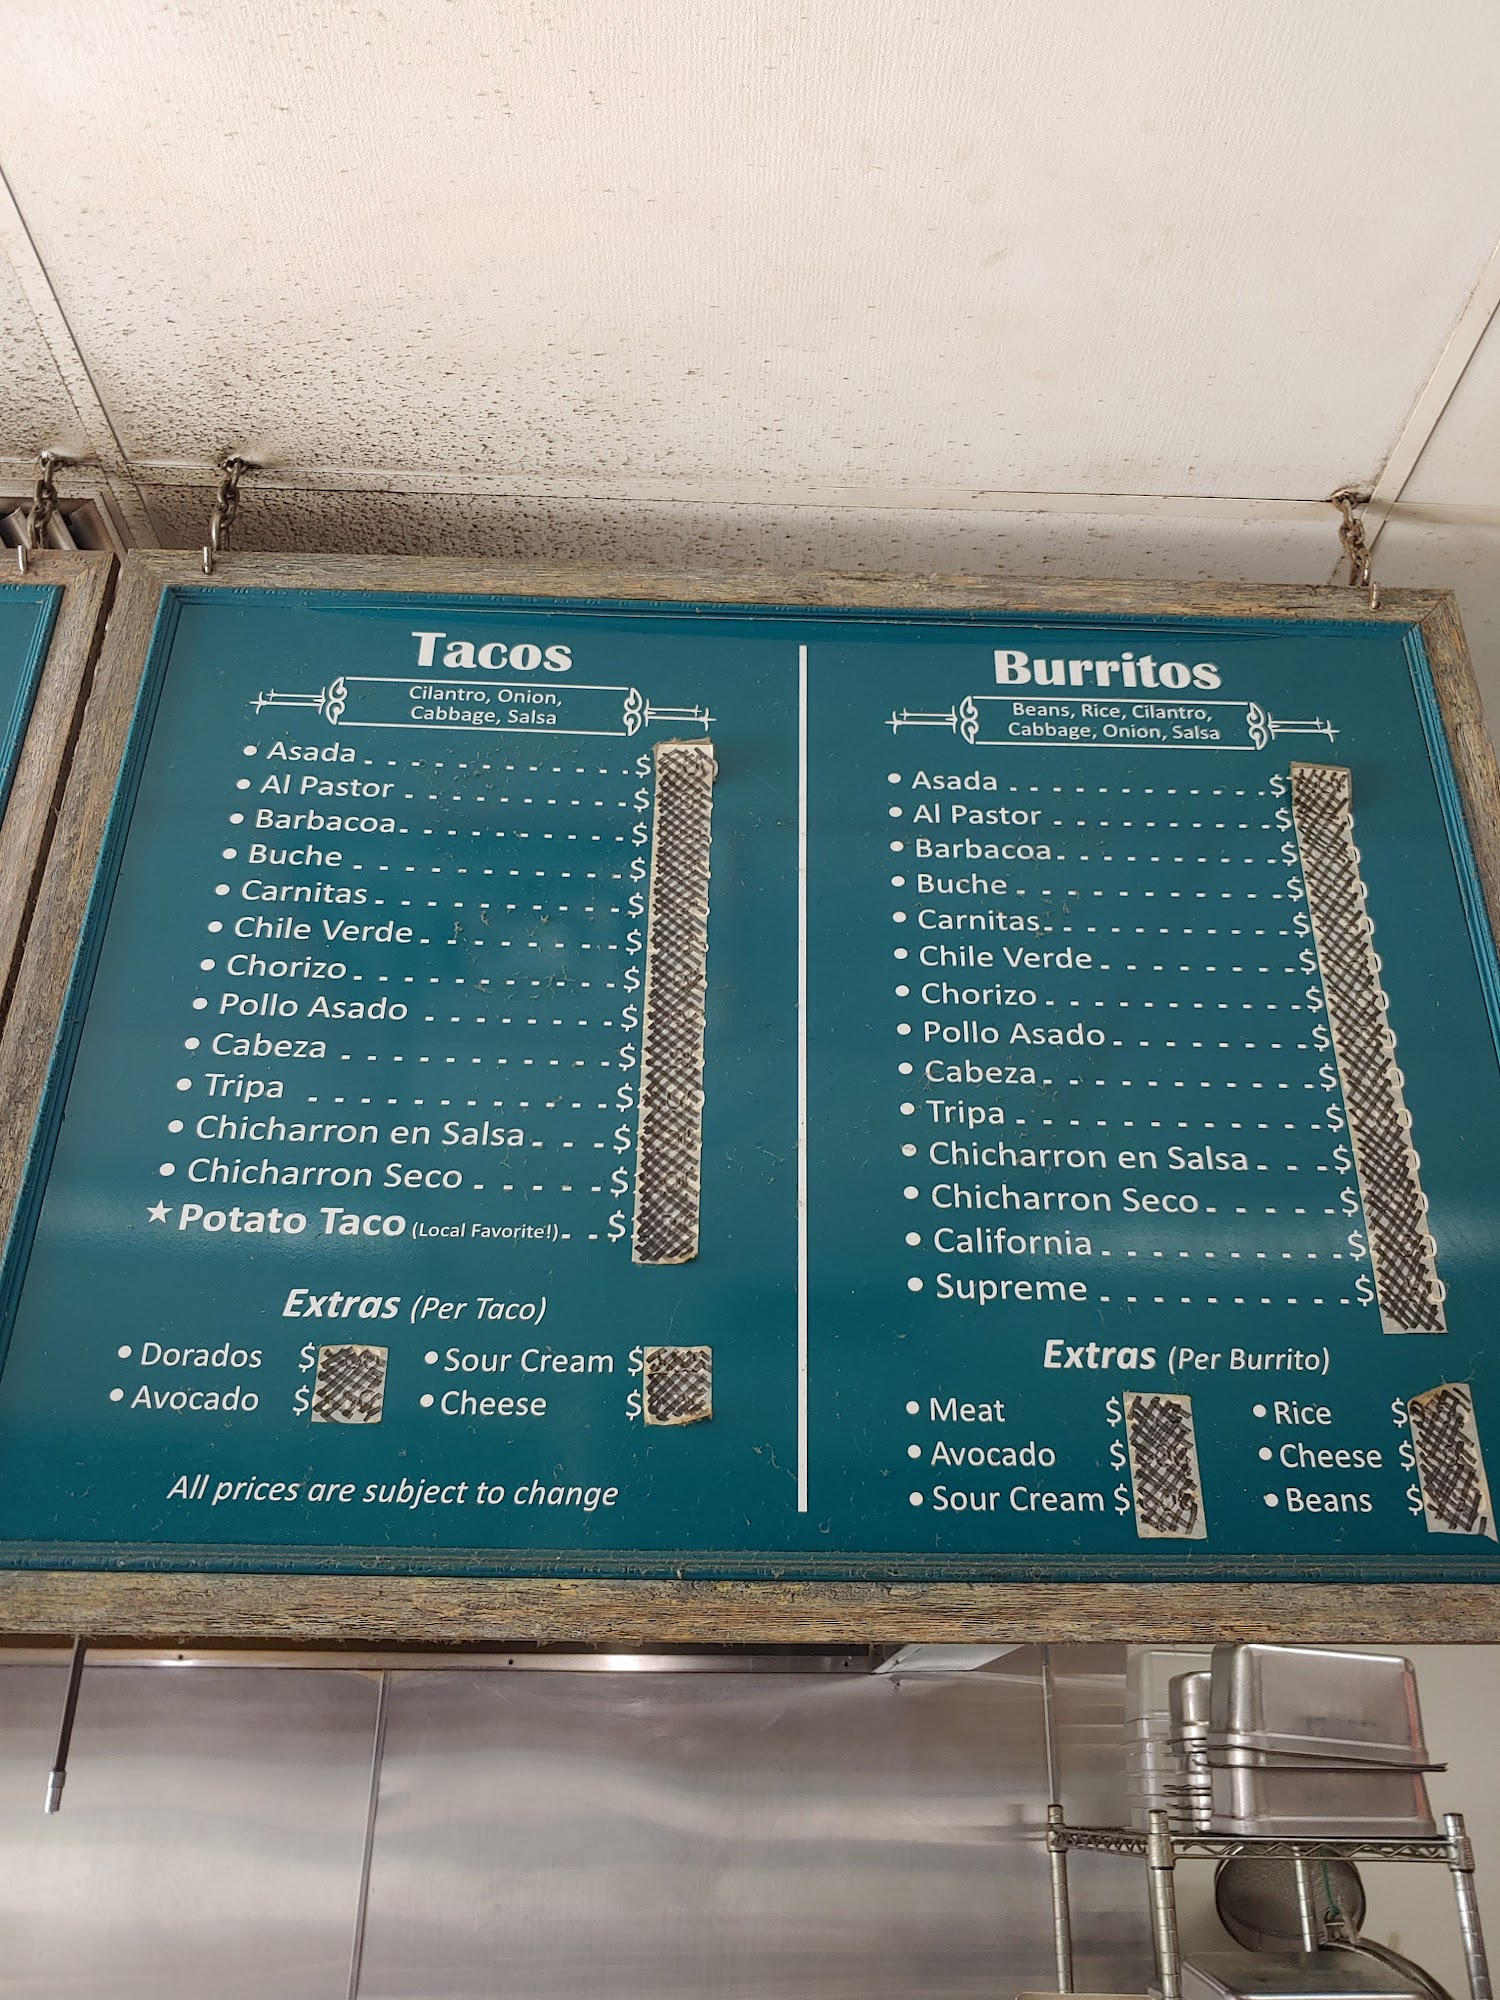 Tacos
Cilantro, Onion,
Cabbage, Salsa
• Asada . . . . . . . . . . . . $
• Al Pastor . . . . . . . . . . $
• Barbacoa. . . . . . . . . . $
• Buche . . . . . . . . . . . . $
• Carnitas . . . . . . . . . . $
• Chile Verde. . . . . . . . $
• Chorizo . . . . . . . . . . . $
• Pollo Asado . . . . . . . . $
• Cabeza . . . . . . . . . . . $
• Tripa . . . . . . . . . . . . $
• Chicharron en Salsa. . . $
• Chicharron Seco . . . . . $
★ Potato Taco (Local Favorite!). . . $
Extras (Per Taco)
• Dorados $ • Sour Cream $
• Avocado $ • Cheese $
All prices are subject to change
Burritos
Beans, Rice, Cilantro,
Cabbage, Onion, Salsa
• Asada . . . . . . . . . . . . $
• Al Pastor . . . . . . . . . . $
• Barbacoa. . . . . . . . . . $
• Buche . . . . . . . . . . . . $
• Carnitas. . . . . . . . . . . $
• Chile Verde . . . . . . . . $
• Chorizo . . . . . . . . . . . $
• Pollo Asado . . . . . . . . $
• Cabeza. . . . . . . . . . . . $
• Tripa . . . . . . . . . . . . . $
• Chicharron en Salsa . . . $
• Chicharron Seco. . . . . . $
• California . . . . . . . . . . $
• Supreme . . . . . . . . . . $
Extras (Per Burrito)
• Meat $ • Rice $
• Avocado $ • Cheese $
• Sour Cream $ • Beans $